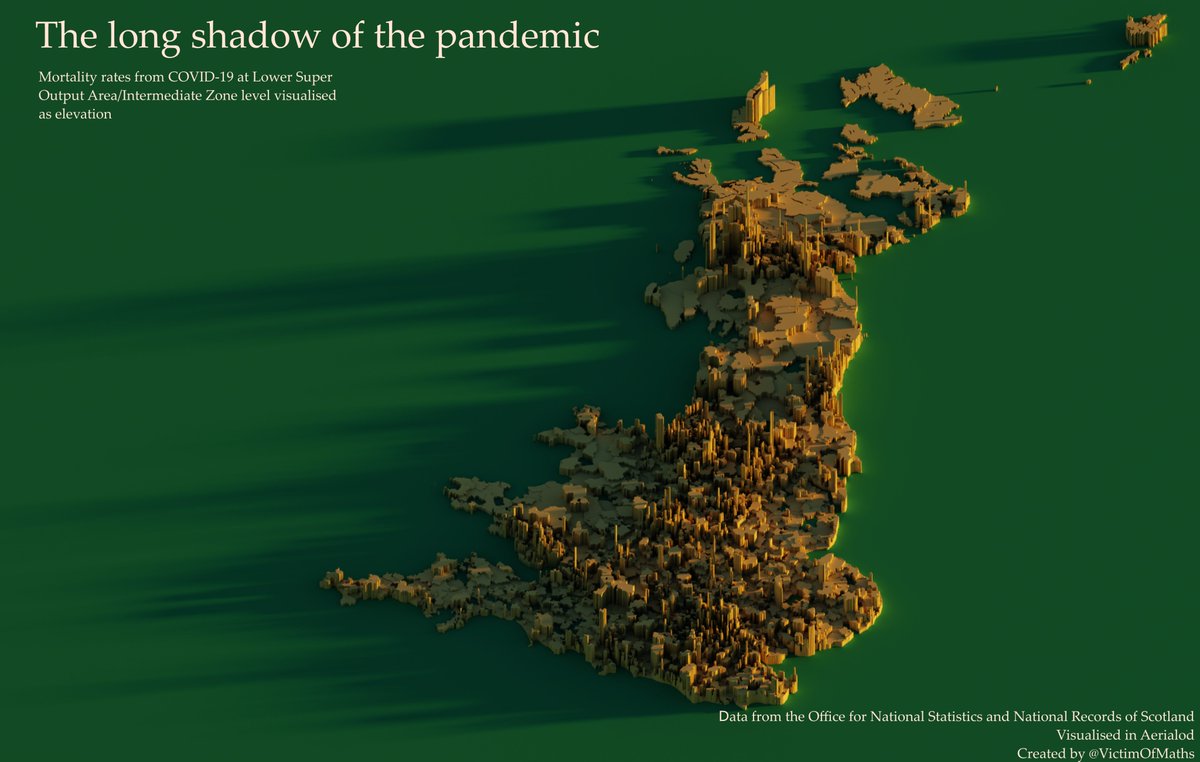 The long shadow of the pandemic
Mortality rates from COVID-19 at Lower Super
Output Area/Intermediate Zone level visualised
as elevation
Data from the Office for National Statistics and National Records of Scotland
Visualised in Aerialod
Created by @VictimOfMaths